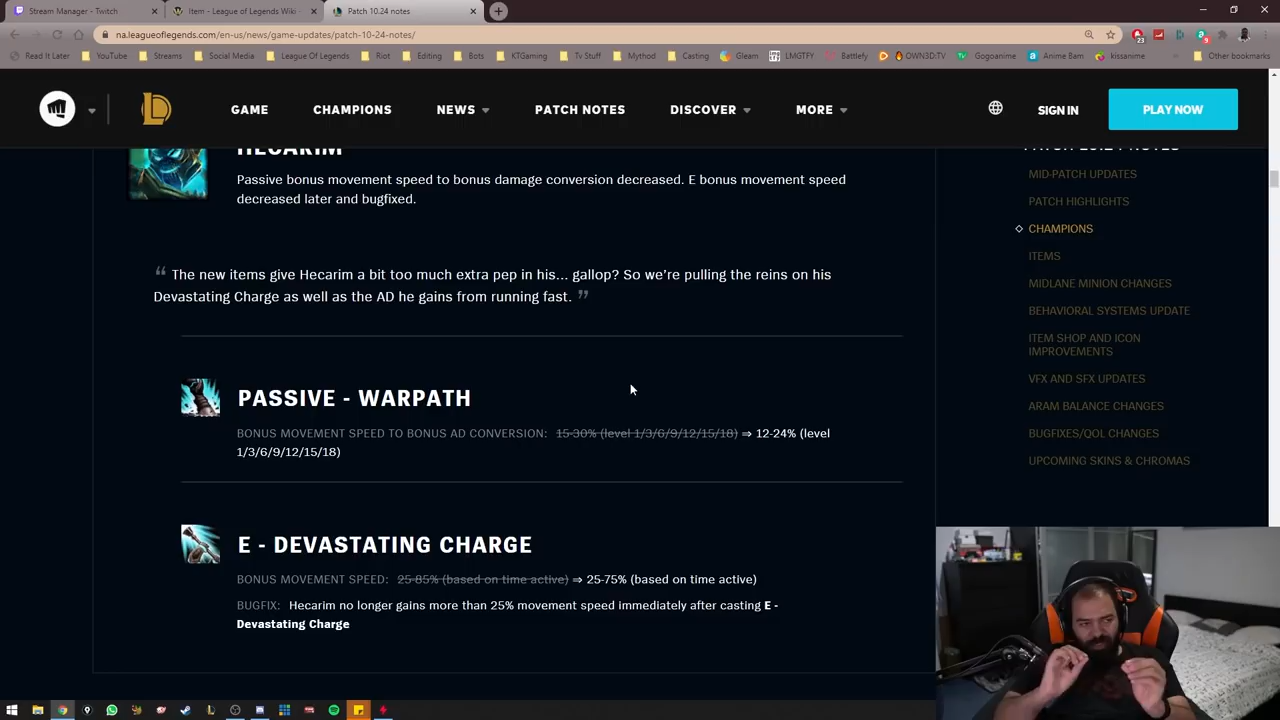 Stream Manager - Twitch
Item - League of Legends Wiki -
Patch 10.24 notes
na.leagueoflegends.com/en-us/news/game-updates/patch-10-24-notes/
23
9
Read It Later
YouTube
Streams
Social Media
League Of Legends
Riot
Editing
Bots
KTGaming
Tv Stuff
Mythod
Casting
Gleam
LMGTFY
Battlefy
OWN3D:TV
Gogoanime
Anime Bam
kissanime
Other bookmarks
GAME
CHAMPIONS
NEWS
PATCH NOTES
DISCOVER
MORE
SIGN IN
PLAY NOW
HECARIM
Passive bonus movement speed to bonus damage conversion decreased. E bonus movement speed
decreased later and bugfixed.
“ The new items give Hecarim a bit too much extra pep in his... gallop? So we’re pulling the reins on his
Devastating Charge as well as the AD he gains from running fast. ”
PASSIVE - WARPATH
BONUS MOVEMENT SPEED TO BONUS AD CONVERSION: 15-30% (level 1/3/6/9/12/15/18) ⇒ 12-24% (level
1/3/6/9/12/15/18)
E - DEVASTATING CHARGE
BONUS MOVEMENT SPEED: 25-85% (based on time active) ⇒ 25-75% (based on time active)
BUGFIX: Hecarim no longer gains more than 25% movement speed immediately after casting E -
Devastating Charge
PATCH 10.24 NOTES
MID-PATCH UPDATES
PATCH HIGHLIGHTS
CHAMPIONS
ITEMS
MIDLANE MINION CHANGES
BEHAVIORAL SYSTEMS UPDATE
ITEM SHOP AND ICON
IMPROVEMENTS
VFX AND SFX UPDATES
ARAM BALANCE CHANGES
BUGFIXES/QOL CHANGES
UPCOMING SKINS & CHROMAS